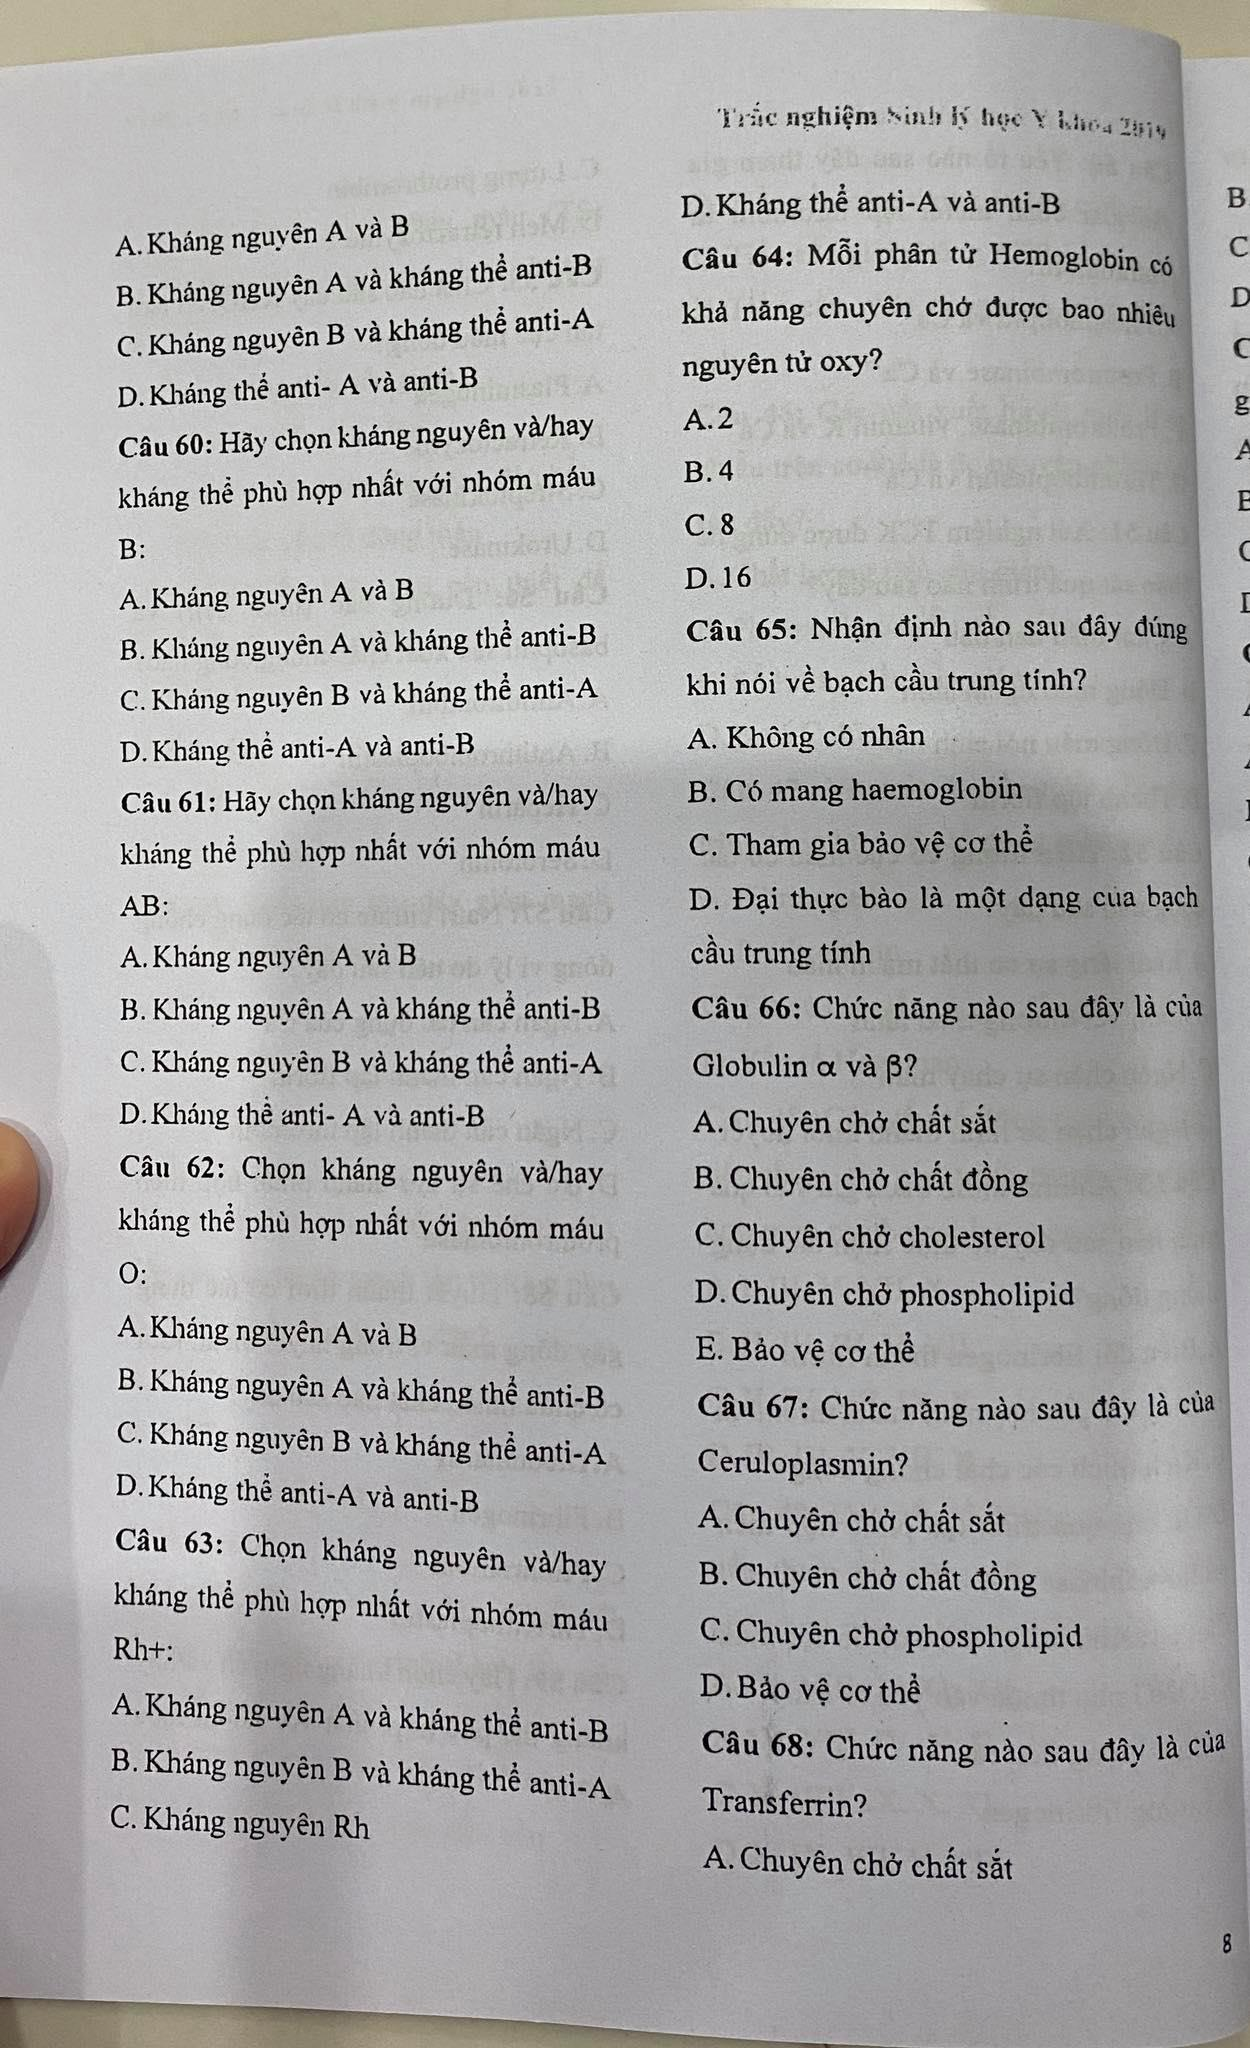 Trắc nghiệm Sinh lý học Y khoa 2019
A. Kháng nguyên A và B
B. Kháng nguyên A và kháng thể anti-B
C. Kháng nguyên B và kháng thể anti-A
D. Kháng thể anti- A và anti-B
Câu 60: Hãy chọn kháng nguyên và/hay
kháng thể phù hợp nhất với nhóm máu
B:
A. Kháng nguyên A và B
B. Kháng nguyên A và kháng thể anti-B
C. Kháng nguyên B và kháng thể anti-A
D. Kháng thể anti-A và anti-B
Câu 61: Hãy chọn kháng nguyên và/hay
kháng thể phù hợp nhất với nhóm máu
AB:
A. Kháng nguyên A và B
B. Kháng nguyên A và kháng thể anti-B
C. Kháng nguyên B và kháng thể anti-A
D. Kháng thể anti- A và anti-B
Câu 62: Chọn kháng nguyên và/hay
kháng thể phù hợp nhất với nhóm máu
O:
A. Kháng nguyên A và B
B. Kháng nguyên A và kháng thể anti-B
C. Kháng nguyên B và kháng thể anti-A
D. Kháng thể anti-A và anti-B
Câu 63: Chọn kháng nguyên và/hay
kháng thể phù hợp nhất với nhóm máu
Rh+:
A. Kháng nguyên A và kháng thể anti-B
B. Kháng nguyên B và kháng thể anti-A
C. Kháng nguyên Rh
D. Kháng thể anti-A và anti-B
Câu 64: Mỗi phân tử Hemoglobin có
khả năng chuyên chở được bao nhiêu
nguyên tử oxy?
A. 2
B. 4
C. 8
D. 16
Câu 65: Nhận định nào sau đây đúng
khi nói về bạch cầu trung tính?
A. Không có nhân
B. Có mang haemoglobin
C. Tham gia bảo vệ cơ thể
D. Đại thực bào là một dạng của bạch
cầu trung tính
Câu 66: Chức năng nào sau đây là của
Globulin α và β?
A. Chuyên chở chất sắt
B. Chuyên chở chất đồng
C. Chuyên chở cholesterol
D. Chuyên chở phospholipid
E. Bảo vệ cơ thể
Câu 67: Chức năng nào sau đây là của
Ceruloplasmin?
A. Chuyên chở chất sắt
B. Chuyên chở chất đồng
C. Chuyên chở phospholipid
D. Bảo vệ cơ thể
Câu 68: Chức năng nào sau đây là của
Transferrin?
A. Chuyên chở chất sắt
8